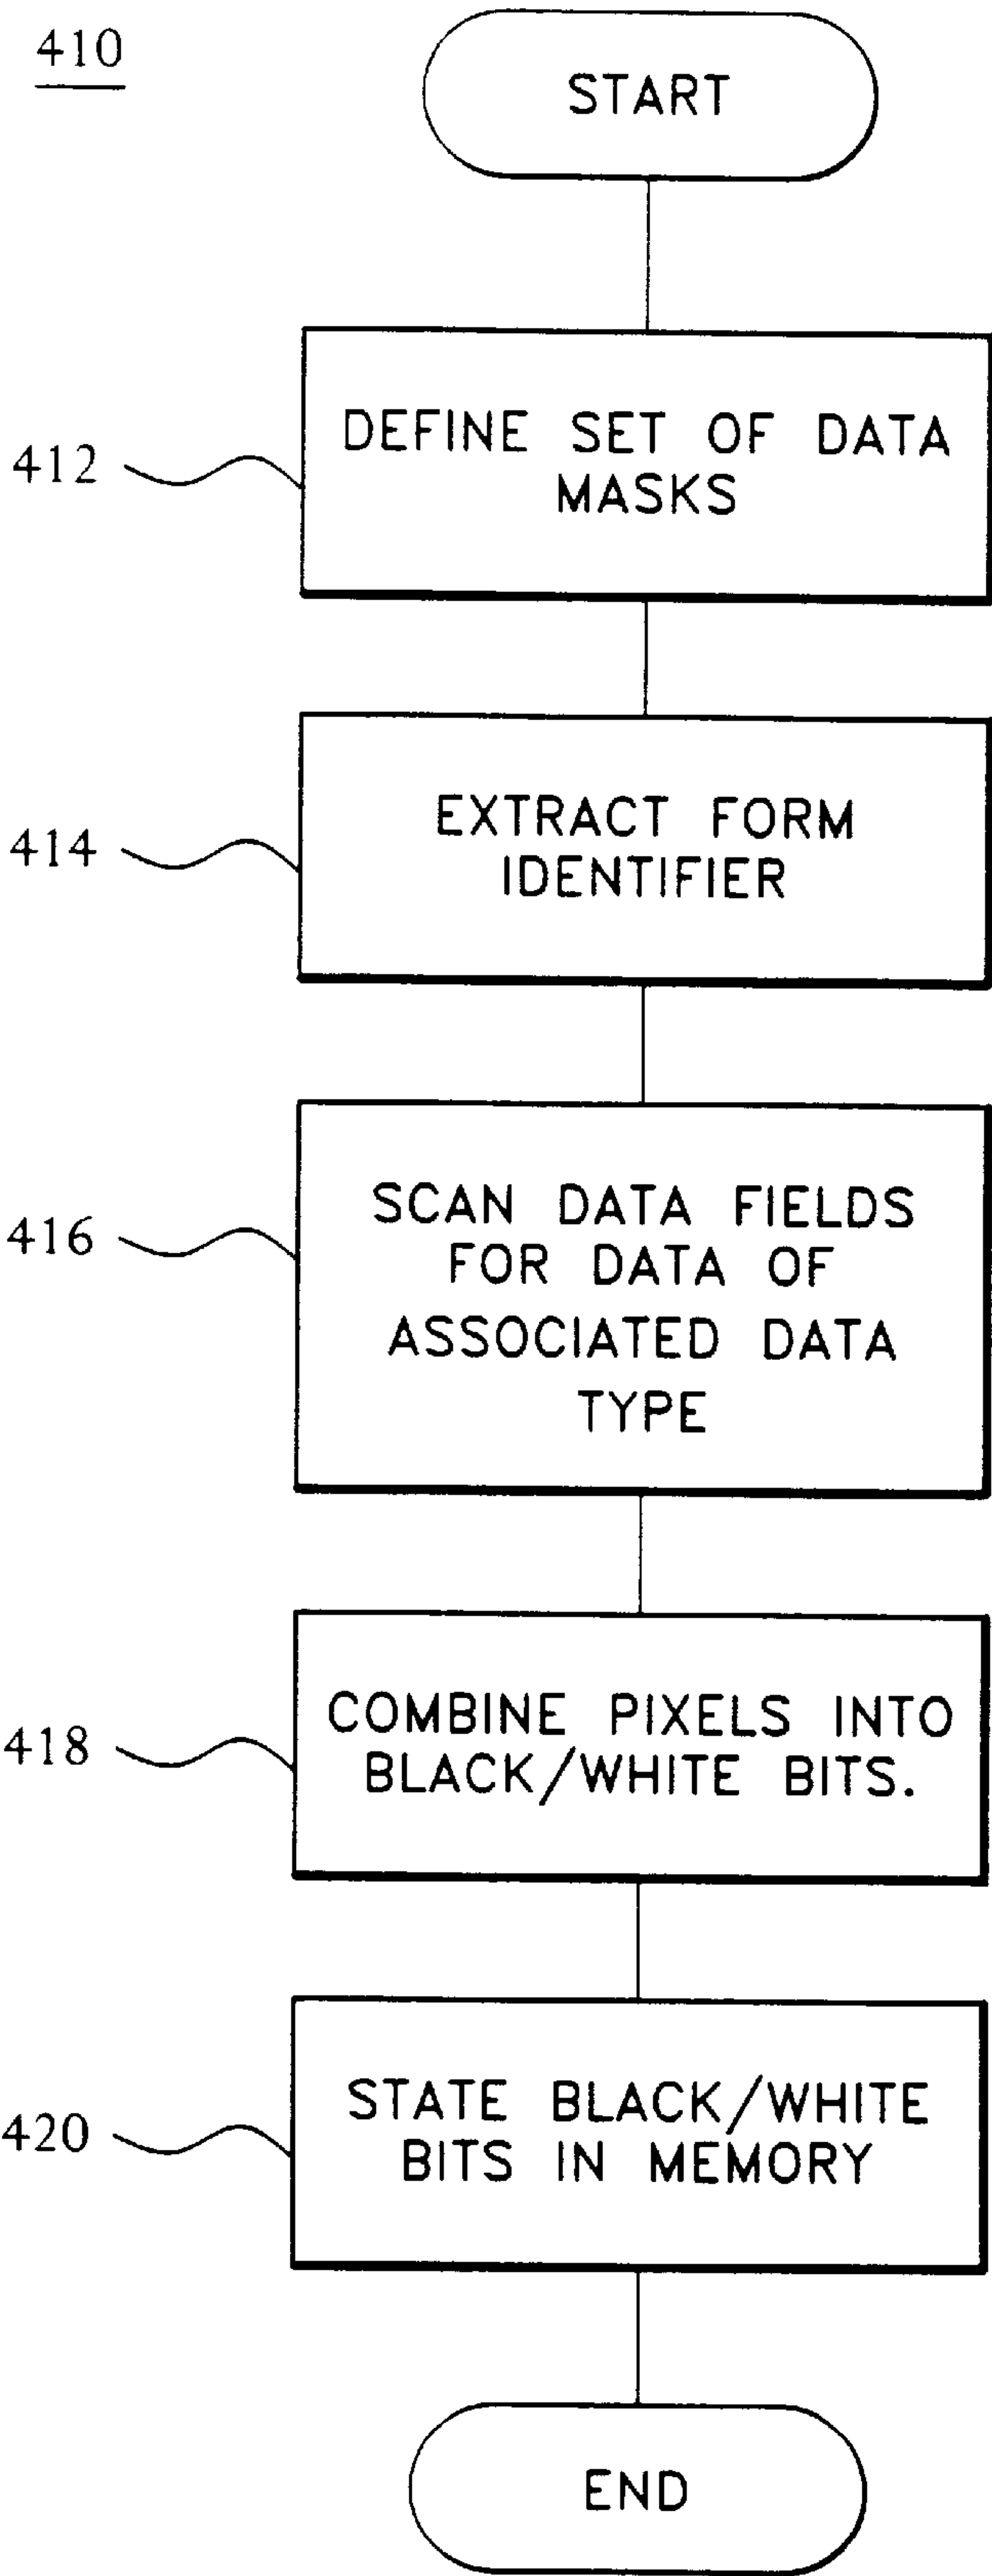 410
START
412
DEFINE SET OF DATA
MASKS
414
EXTRACT FORM
IDENTIFIER
416
SCAN DATA FIELDS
FOR DATA OF
ASSOCIATED DATA
TYPE
418
COMBINE PIXELS INTO
BLACK/WHITE BITS.
420
STATE BLACK/WHITE
BITS IN MEMORY
END